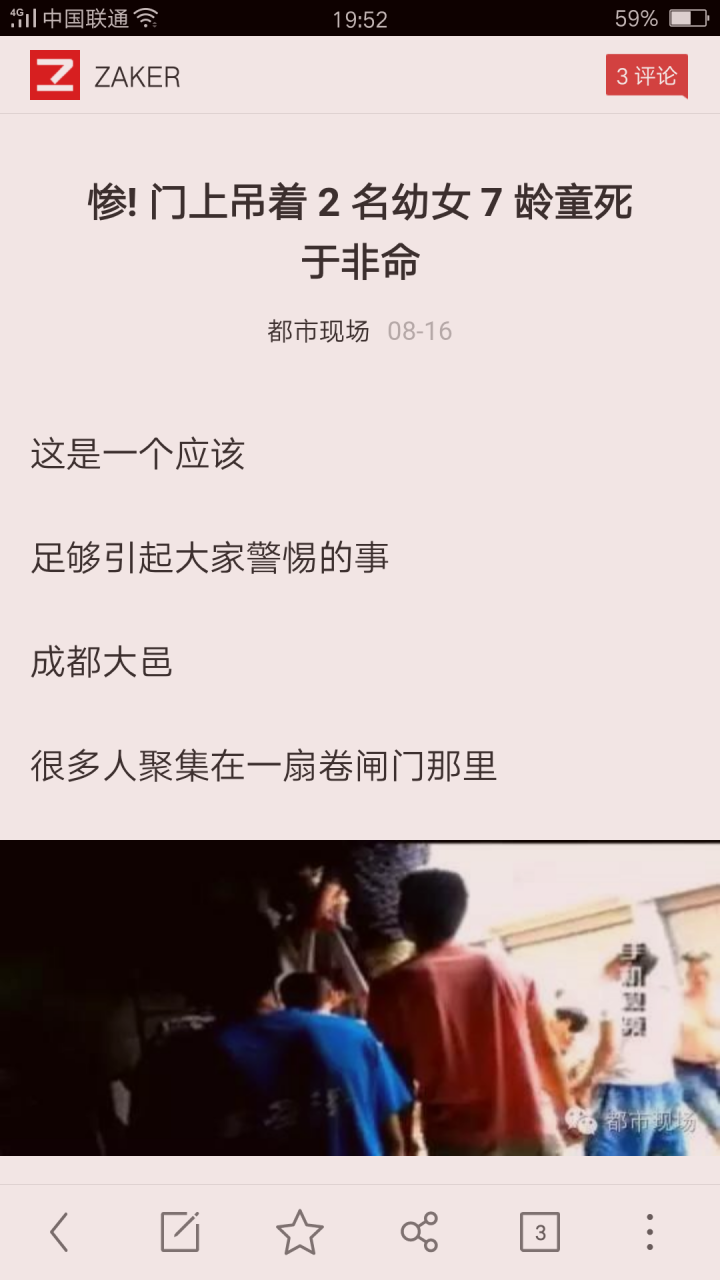 4G 中国联通 19:52 59%
ZAKER 3 评论
惨! 门上吊着 2 名幼女 7 龄童死
于非命
都市现场 08-16
这是一个应该
足够引起大家警惕的事
成都大邑
很多人聚集在一扇卷闸门那里
手机视频
都市现场
3